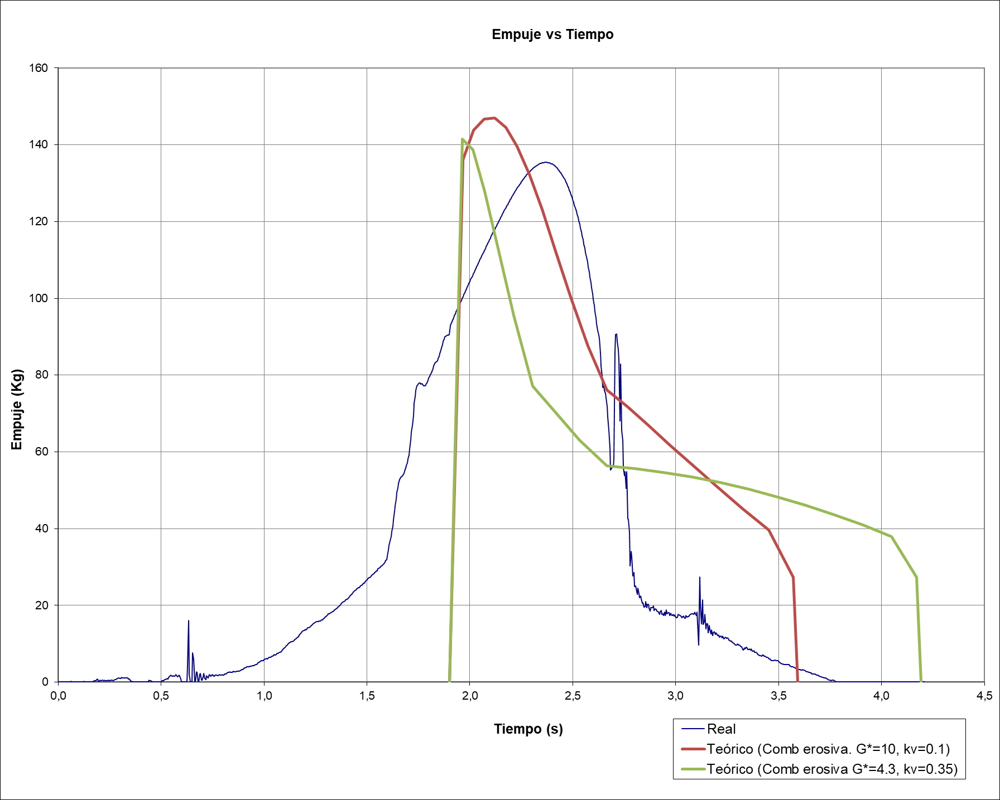 Empuje vs Tiempo
160
140
120
100
80
60
40
20
0
Empuje (Kg)
0,0 0,5 1,0 1,5 2,0 2,5 3,0 3,5 4,0 4,5
Tiempo (s)
Real
Teórico (Comb erosiva. G*=10, kv=0.1)
Teórico (Comb erosiva G*=4.3, kv=0.35)